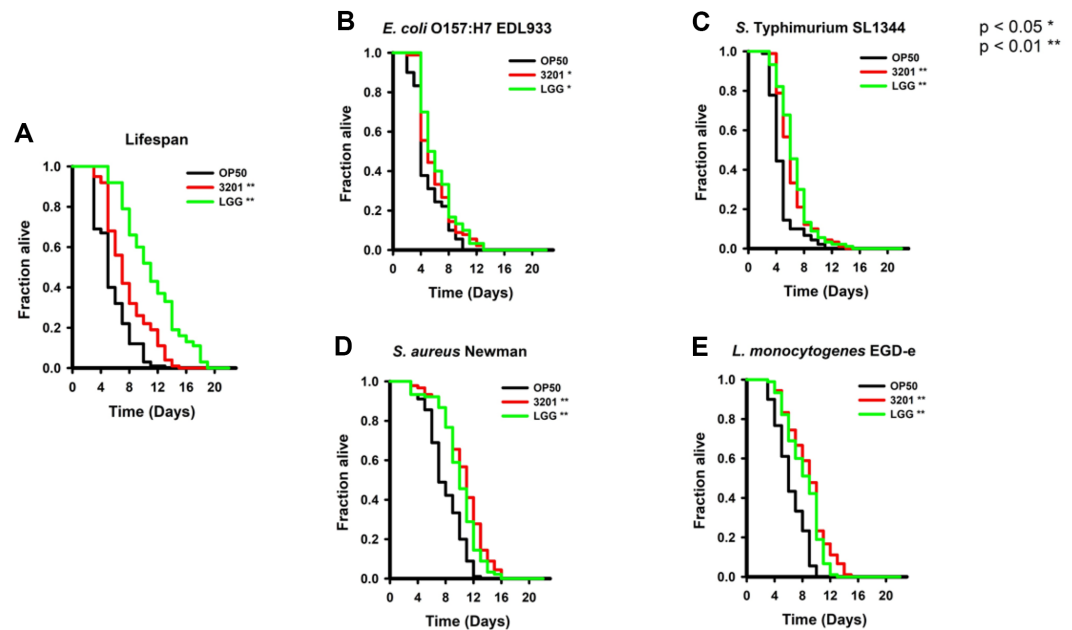 A
Lifespan
OP50
3201 **
LGG **
Fraction alive
1.0
0.8
0.6
0.4
0.2
0.0
0 4 8 12 16 20
Time (Days)
B
E. coli O157:H7 EDL933
OP50
3201 *
LGG *
Fraction alive
1.0
0.8
0.6
0.4
0.2
0.0
0 4 8 12 16 20
Time (Days)
C
S. Typhimurium SL1344
OP50
3201 **
LGG **
Fraction alive
1.0
0.8
0.6
0.4
0.2
0.0
0 4 8 12 16 20
Time (Days)
p < 0.05 *
p < 0.01 **
D
S. aureus Newman
OP50
3201 **
LGG **
Fraction alive
1.0
0.8
0.6
0.4
0.2
0.0
0 4 8 12 16 20
Time (Days)
E
L. monocytogenes EGD-e
OP50
3201 **
LGG **
Fraction alive
1.0
0.8
0.6
0.4
0.2
0.0
0 4 8 12 16 20
Time (Days)